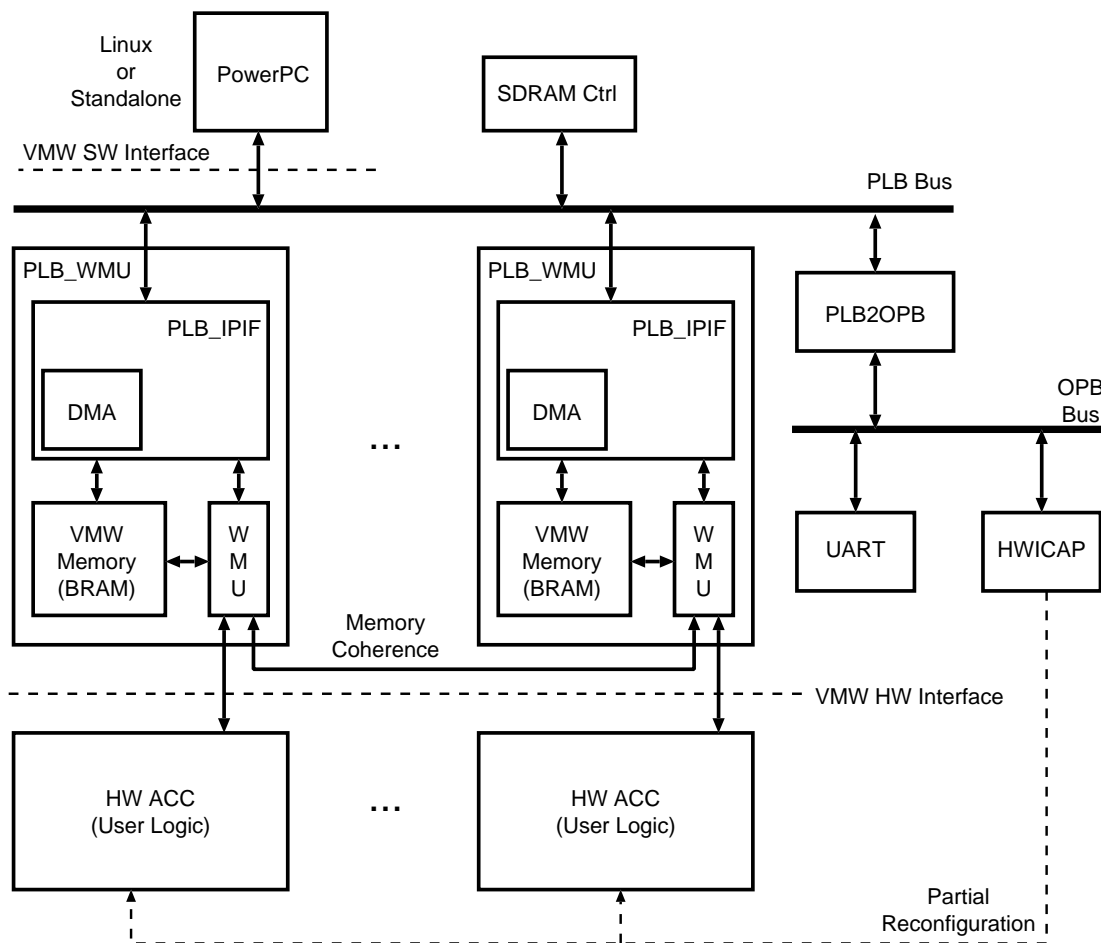 Linux
or
Standalone
PowerPC
SDRAM Ctrl
VMW SW Interface
PLB Bus
PLB_WMU
PLB_IPIF
DMA
VMW
Memory
(BRAM)
W
M
U
...
PLB_WMU
PLB_IPIF
DMA
VMW
Memory
(BRAM)
W
M
U
PLB2OPB
OPB
Bus
UART
HWICAP
Memory
Coherence
VMW HW Interface
HW ACC
(User Logic)
...
HW ACC
(User Logic)
Partial
Reconfiguration